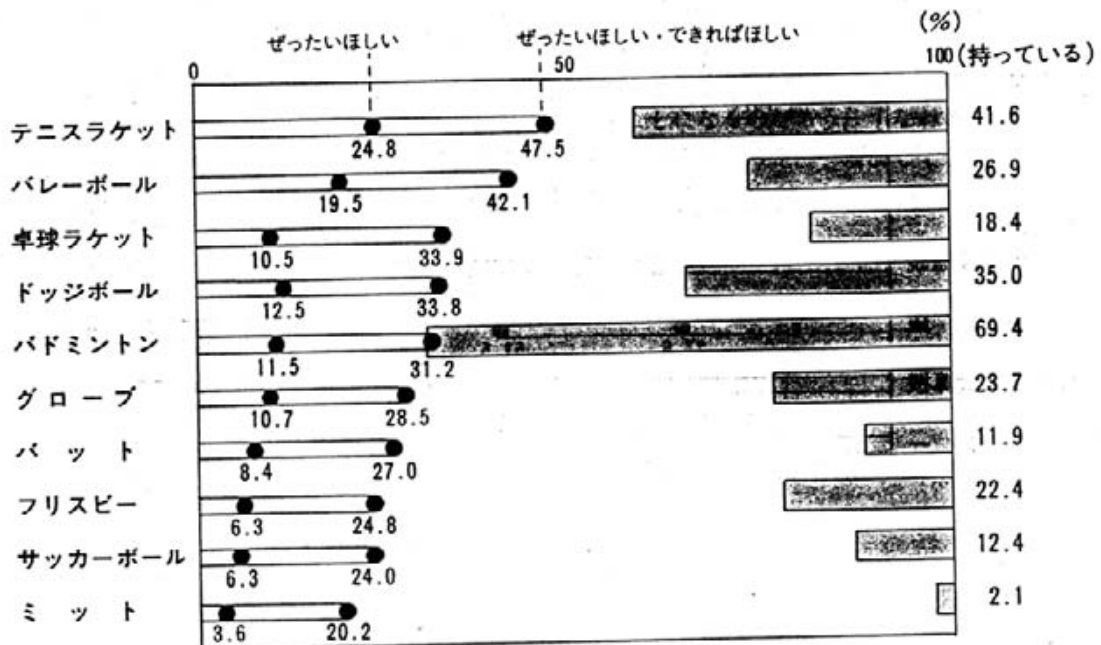 (%)
ぜったいほしい
ぜったいほしい・できればほしい
0
50
100(持っている)
テニスラケット
24.8
47.5
41.6
バレーボール
19.5
42.1
26.9
卓球ラケット
10.5
33.9
18.4
ドッジボール
12.5
33.8
35.0
バドミントン
11.5
31.2
69.4
グローブ
10.7
28.5
23.7
バット
8.4
27.0
11.9
フリスビー
6.3
24.8
22.4
サッカーボール
6.3
24.0
12.4
ミット
3.6
20.2
2.1